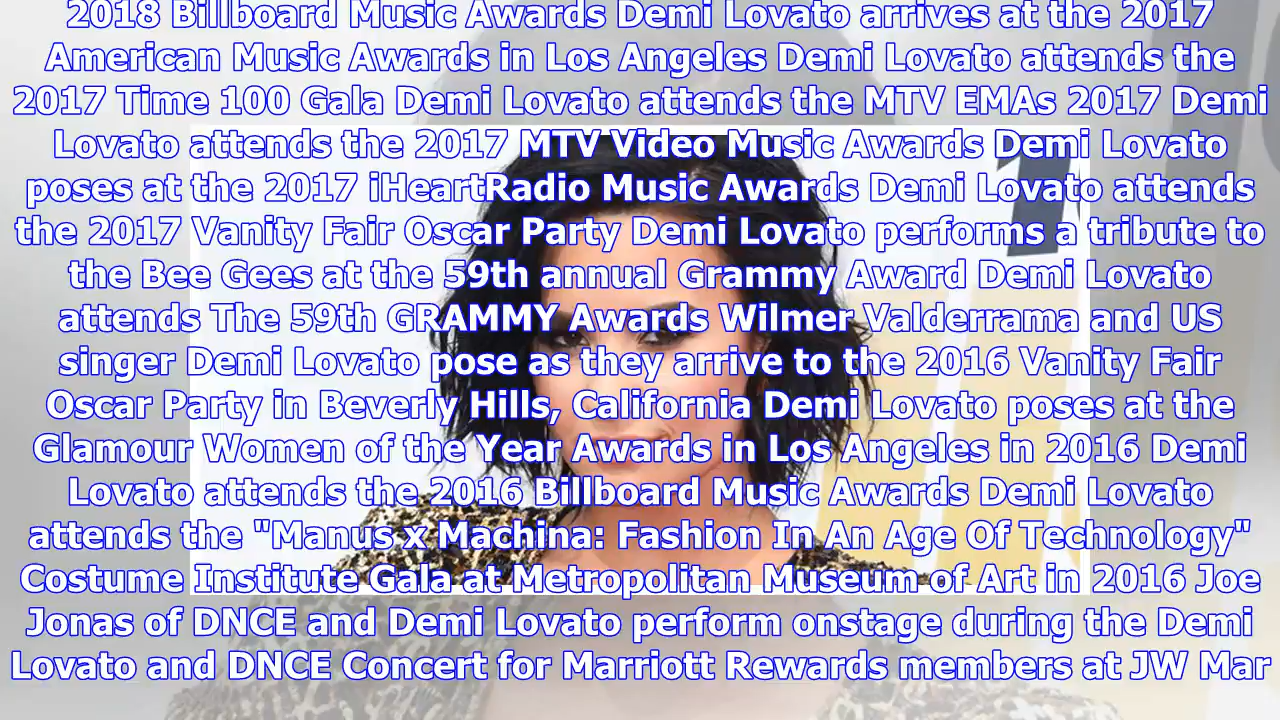 2018 Billboard Music Awards Demi Lovato arrives at the 2017
American Music Awards in Los Angeles Demi Lovato attends the
2017 Time 100 Gala Demi Lovato attends the MTV EMAs 2017 Demi
Lovato attends the 2017 MTV Video Music Awards Demi Lovato
poses at the 2017 iHeartRadio Music Awards Demi Lovato attends
the 2017 Vanity Fair Oscar Party Demi Lovato performs a tribute to
the Bee Gees at the 59th annual Grammy Award Demi Lovato
attends The 59th GRAMMY Awards Wilmer Valderrama and US
singer Demi Lovato pose as they arrive to the 2016 Vanity Fair
Oscar Party in Beverly Hills, California Demi Lovato poses at the
Glamour Women of the Year Awards in Los Angeles in 2016 Demi
Lovato attends the 2016 Billboard Music Awards Demi Lovato
attends the "Manus x Machina: Fashion In An Age Of Technology"
Costume Institute Gala at Metropolitan Museum of Art in 2016 Joe
Jonas of DNCE and Demi Lovato perform onstage during the Demi
Lovato and DNCE Concert for Marriott Rewards members at JW Mar